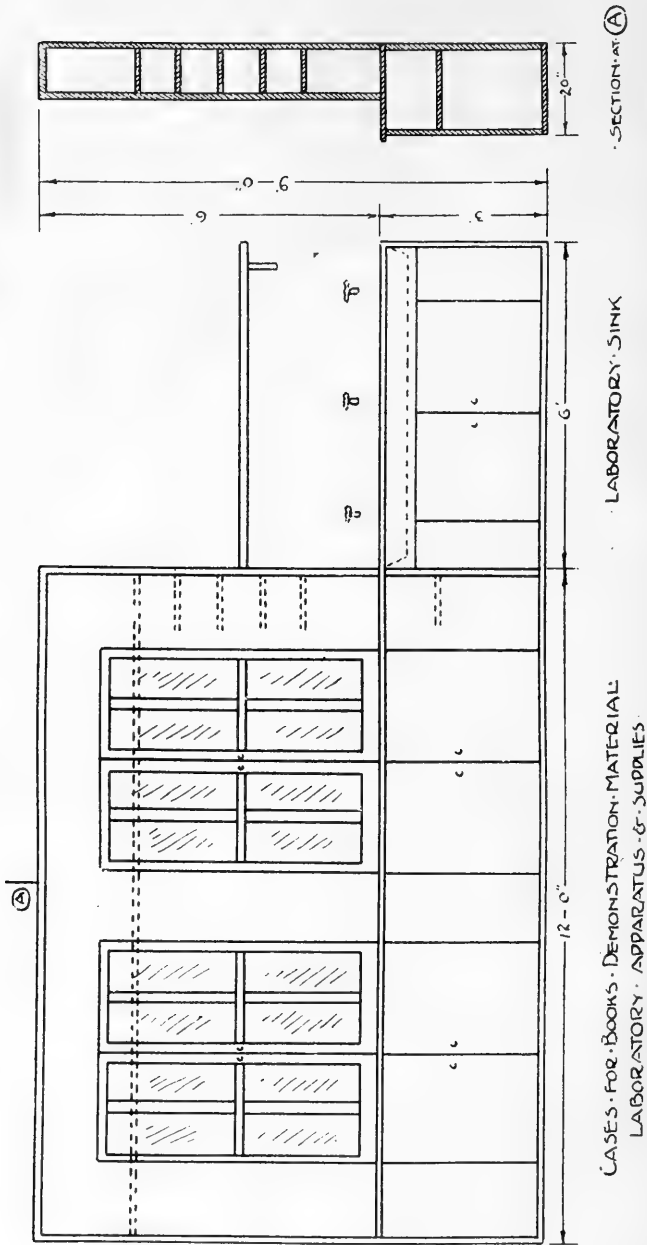 Ⓐ
9'-0"
6'
3'
20"
·SECTION·AT·Ⓐ
12-0"
6'
CASES·FOR·BOOKS·DEMONSTRATION·MATERIAL·
LABORATORY·APPARATUS·&·SUPPLIES·
·LABORATORY·SINK